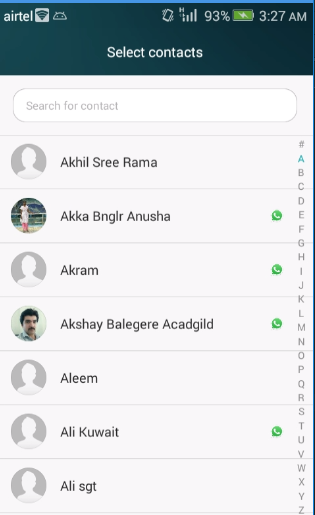 airtel H 93% 3:27 AM
Select contacts
Search for contact
Akhil Sree Rama
Akka Bnglr Anusha
Akram
Akshay Balegere Acadgild
Aleem
Ali Kuwait
Ali sgt
#
A
B
C
D
E
F
G
H
I
J
K
L
M
N
O
P
Q
R
S
T
U
V
W
X
Y
Z